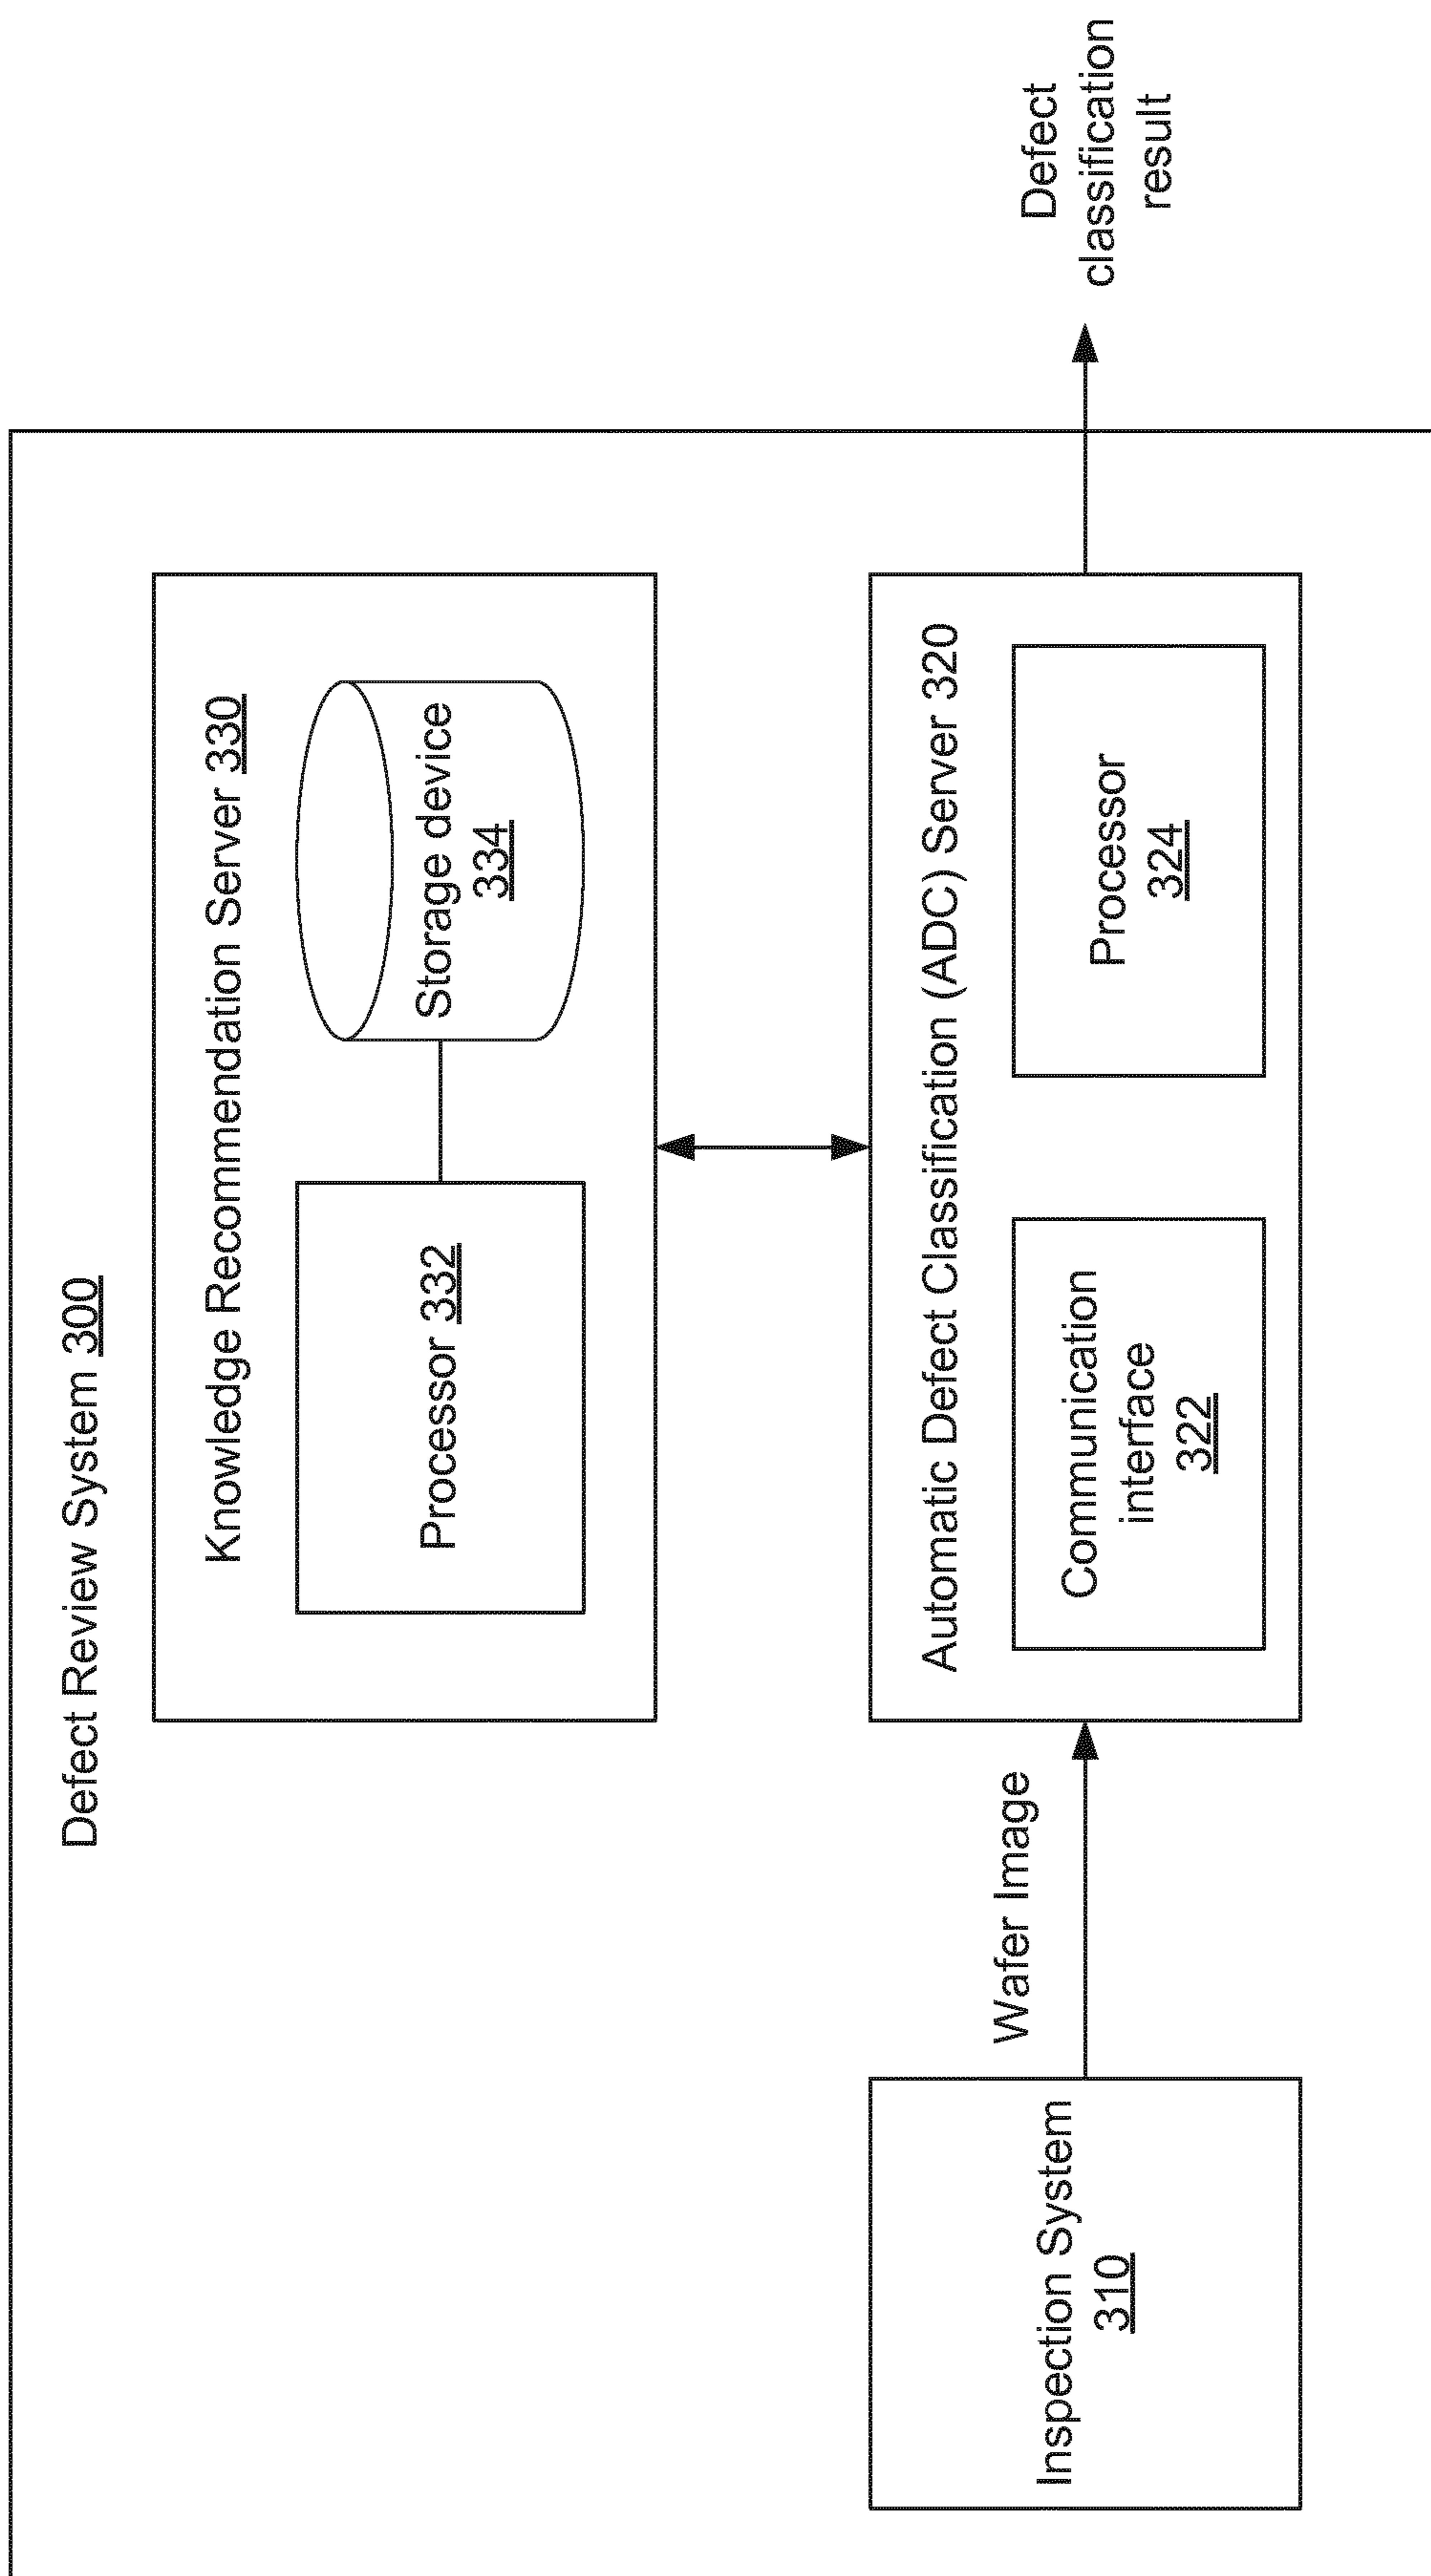 Defect Review System 300
Knowledge Recommendation Server 330
Processor 332
Storage device
334
Inspection System
310
Wafer Image
Automatic Defect Classification (ADC) Server 320
Communication
interface
322
Processor
324
Defect
classification
result